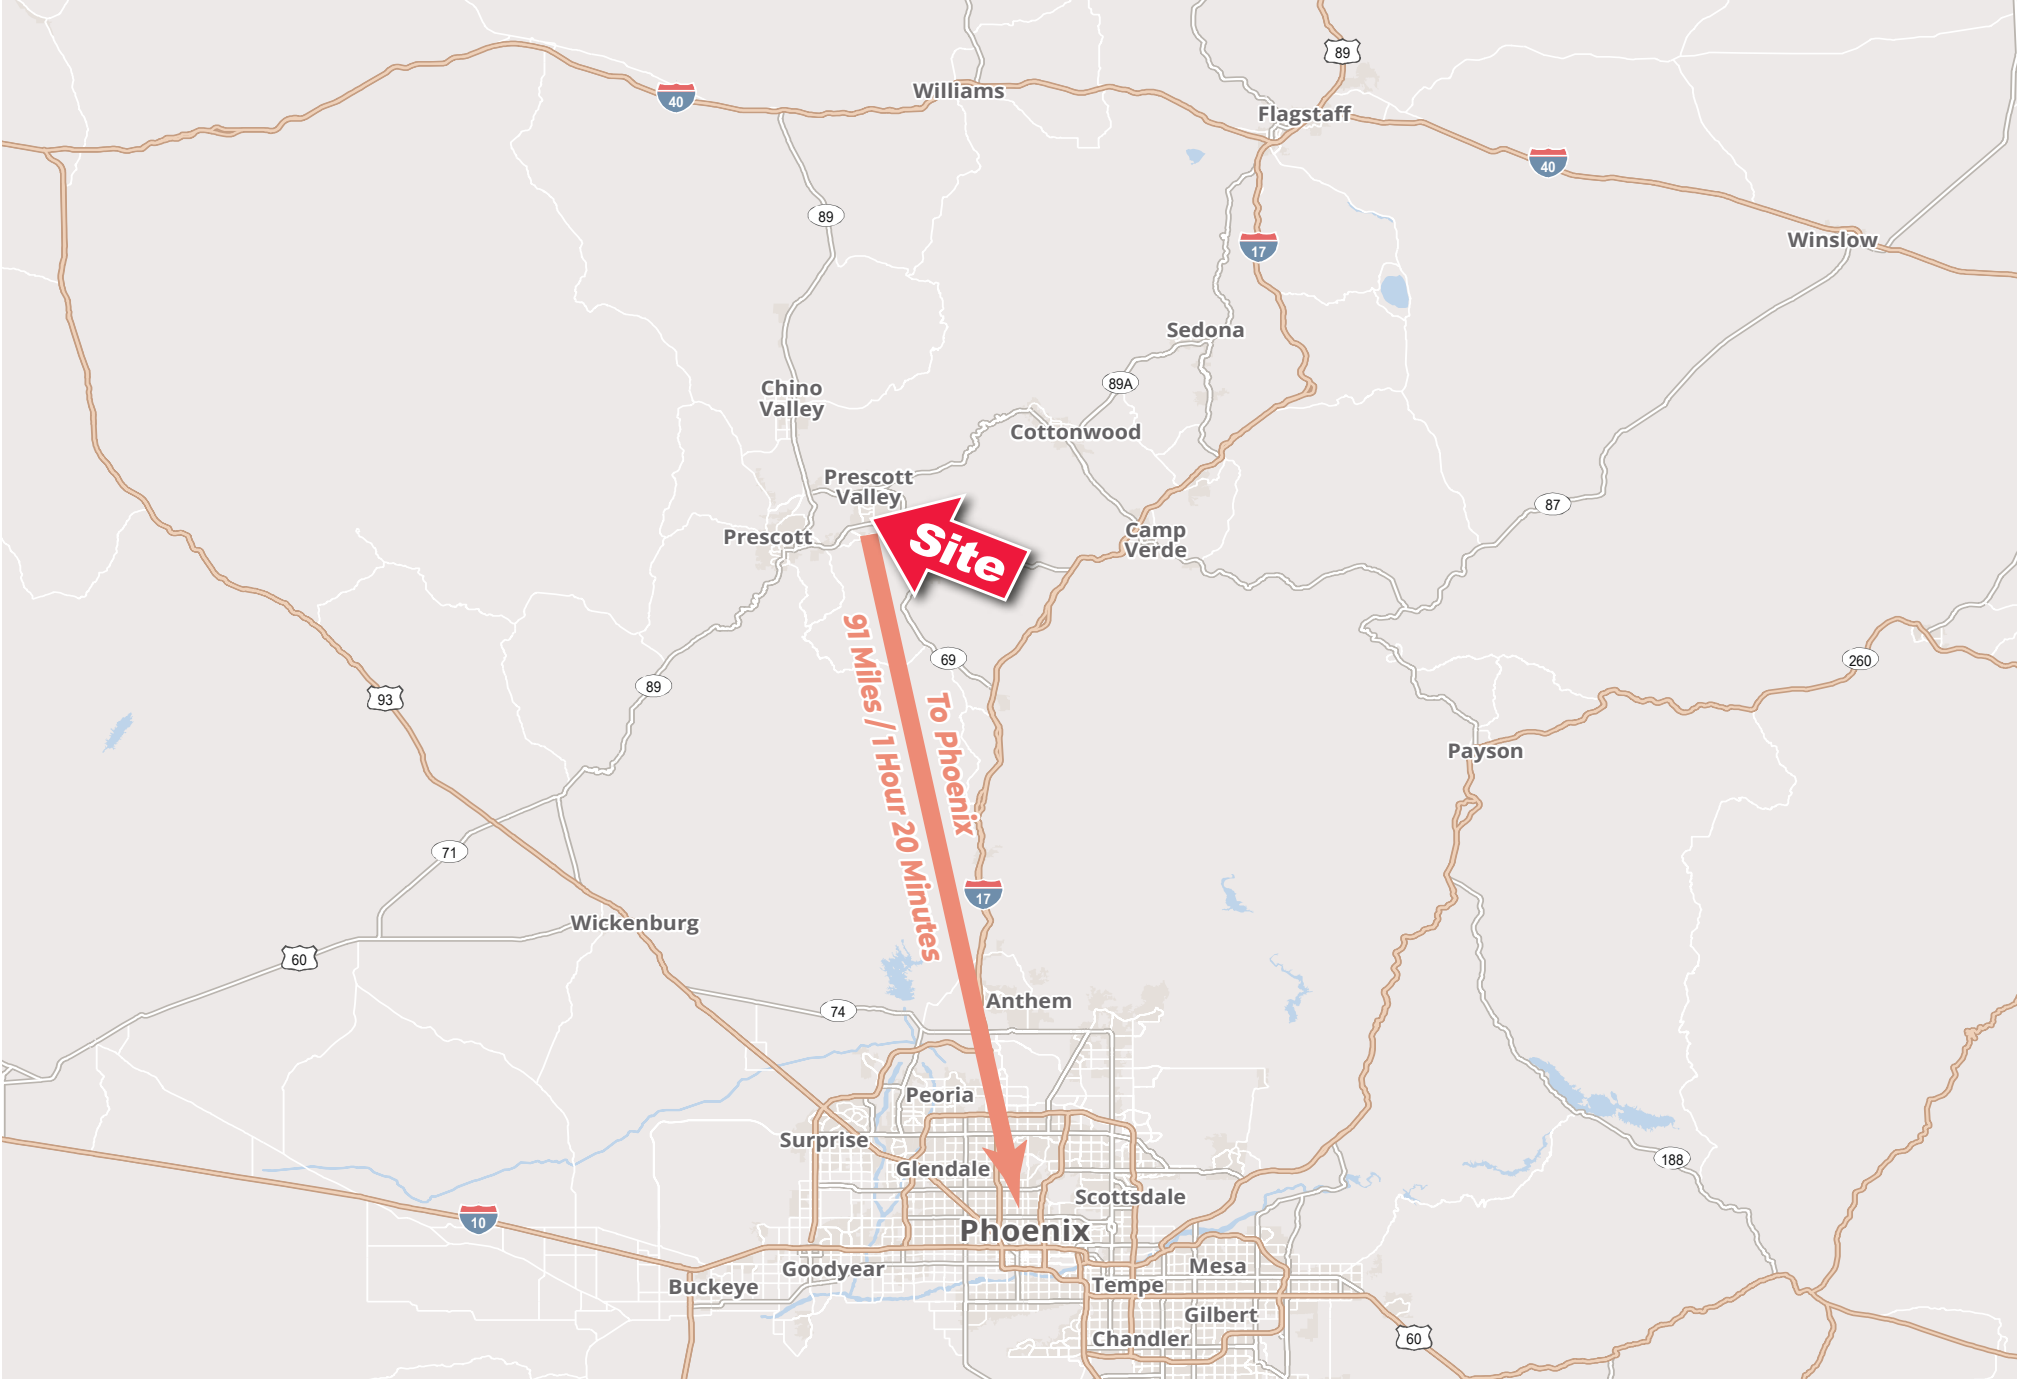 89
Williams
40
Flagstaff
40
89
17
Winslow
Sedona
89A
Chino
Valley
Cottonwood
Prescott
Valley
87
Site
Prescott
Camp
Verde
69
260
89
93
91 Miles / 1 Hour 20 Minutes
To Phoenix
Payson
71
17
Wickenburg
60
Anthem
74
Peoria
Surprise
188
Glendale
Scottsdale
10
Phoenix
Goodyear
Mesa
Buckeye
Tempe
Gilbert
Chandler
60